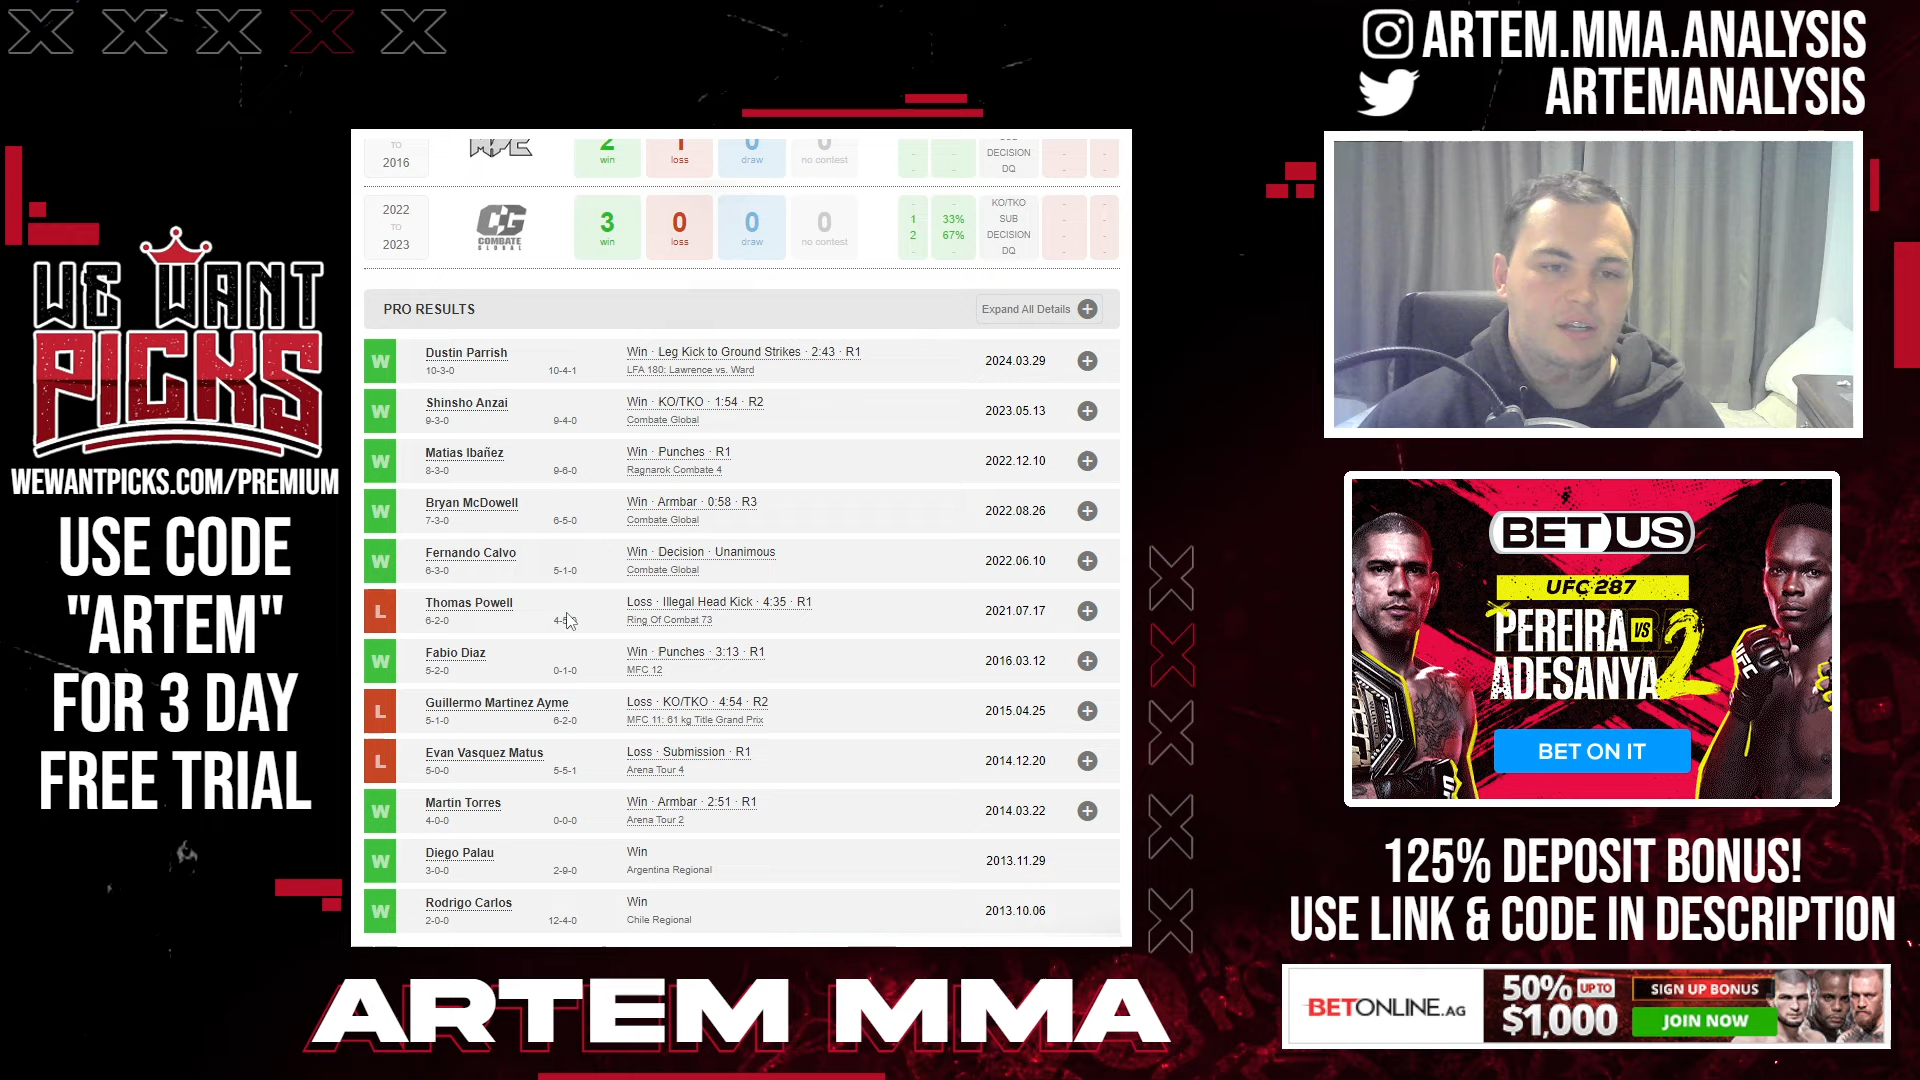 ARTEM.MMA.ANALYSIS
ARTEMANALYSIS
WE WANT
PICKS
WEWANTPICKS.COM/PREMIUM
USE CODE
"ARTEM"
FOR 3 DAY
FREE TRIAL
TO
2016
2
win
1
loss
0
draw
0
no contest
DECISION
DQ
2022
TO
2023
CG
COMBATE
GLOBAL
3
win
0
loss
0
draw
0
no contest
- - KO/TKO - -
1 33% SUB - -
2 67% DECISION - -
- - DQ - -
PRO RESULTS
Expand All Details
W Dustin Parrish Win · Leg Kick to Ground Strikes · 2:43 · R1 2024.03.29
10-3-0 10-4-1 LFA 180: Lawrence vs. Ward
W Shinsho Anzai Win · KO/TKO · 1:54 · R2 2023.05.13
9-3-0 9-4-0 Combate Global
W Matias Ibañez Win · Punches · R1 2022.12.10
8-3-0 9-6-0 Ragnarok Combate 4
W Bryan McDowell Win · Armbar · 0:58 · R3 2022.08.26
7-3-0 6-5-0 Combate Global
W Fernando Calvo Win · Decision · Unanimous 2022.06.10
6-3-0 5-1-0 Combate Global
L Thomas Powell Loss · Illegal Head Kick · 4:35 · R1 2021.07.17
6-2-0 Ring Of Combat 73
W Fabio Diaz Win · Punches · 3:13 · R1 2016.03.12
5-2-0 0-1-0 MFC 12
L Guillermo Martinez Ayme Loss · KO/TKO · 4:54 · R2 2015.04.25
5-1-0 6-2-0 MFC 11: 61 kg Title Grand Prix
L Evan Vasquez Matus Loss · Submission · R1 2014.12.20
5-0-0 5-5-1 Arena Tour 4
W Martin Torres Win · Armbar · 2:51 · R1 2014.03.22
4-0-0 0-0-0 Arena Tour 2
W Diego Palau Win 2013.11.29
3-0-0 2-9-0 Argentina Regional
W Rodrigo Carlos Win 2013.10.06
2-0-0 12-4-0 Chile Regional
ARTEM MMA
BETUS
UFC 287
PEREIRA VS
ADESANYA 2
BET ON IT
125% DEPOSIT BONUS!
USE LINK & CODE IN DESCRIPTION
BETONLINE.AG
50% UP TO
$1,000
SIGN UP BONUS
JOIN NOW